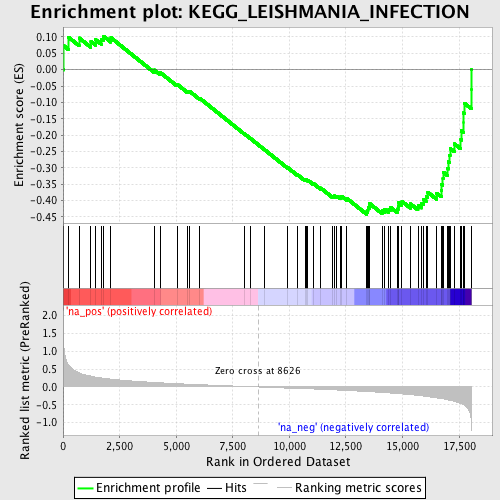 Enrichment plot: KEGG_LEISHMANIA_INFECTION
Enrichment score (ES)
0.10
0.05
0.00
-0.05
-0.10
-0.15
-0.20
-0.25
-0.30
-0.35
-0.40
-0.45
'na_pos' (positively correlated)
Ranked list metric (PreRanked)
2.0
1.5
1.0
0.5
0.0
-0.5
-1.0
Zero cross at 8626
'na_neg' (negatively correlated)
0 2,500 5,000 7,500 10,000 12,500 15,000 17,500
Rank in Ordered Dataset
Enrichment profile Hits Ranking metric scores